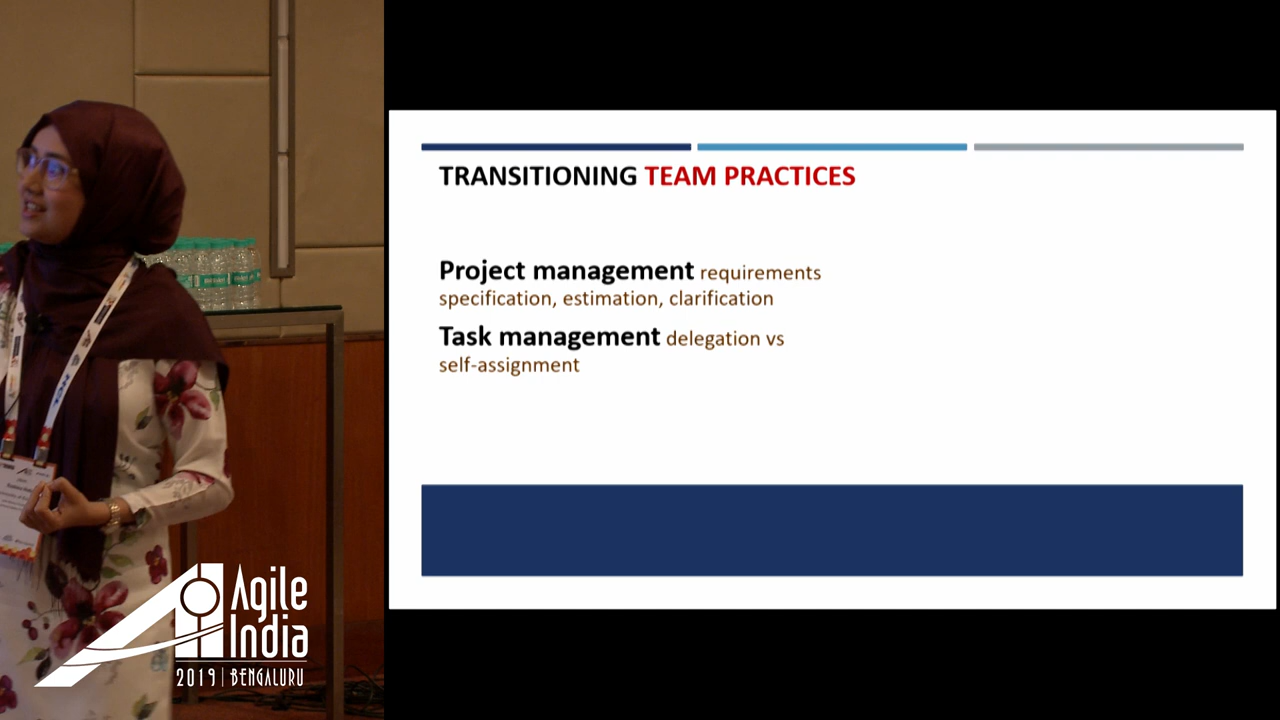 TRANSITIONING TEAM PRACTICES
Project management requirements
specification, estimation, clarification
Task management delegation vs
self-assignment
Agile
India
2019 | BENGALURU